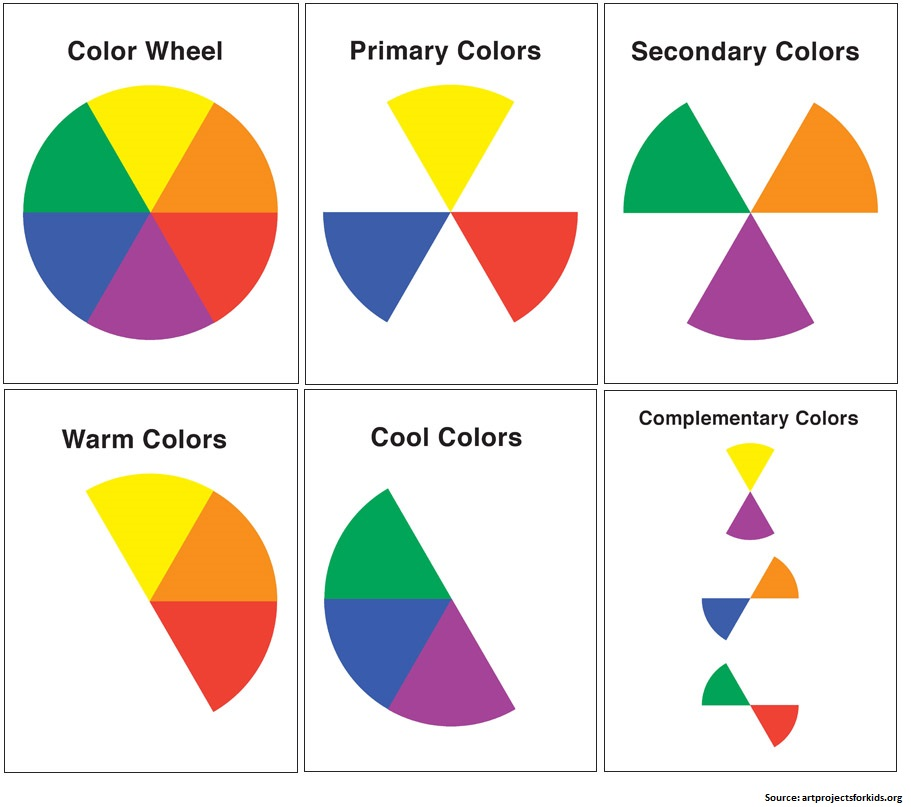 Color Wheel
Primary Colors
Secondary Colors
Warm Colors
Cool Colors
Complementary Colors
Source: artprojectsforkids.org